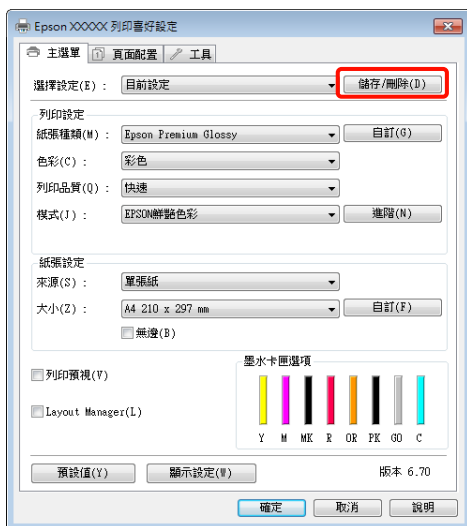 Epson XXXXX 列印喜好設定
主選單 頁面配置 工具
選擇設定(E) : 目前設定 儲存/刪除(D)
列印設定
紙張種類(M) : Epson Premium Glossy 自訂(G)
色彩(C) : 彩色
列印品質(Q) : 快速
模式(J) : EPSON鮮艷色彩 進階(N)
紙張設定
來源(S) : 單張紙
大小(Z) : A4 210 x 297 mm 自訂(F)
無邊(B)
墨水卡匣選項
列印預視(V)
Layout Manager(L)
Y M MK R OR PK GO C
預設值(Y) 顯示設定(W) 版本 6.70
確定 取消 說明